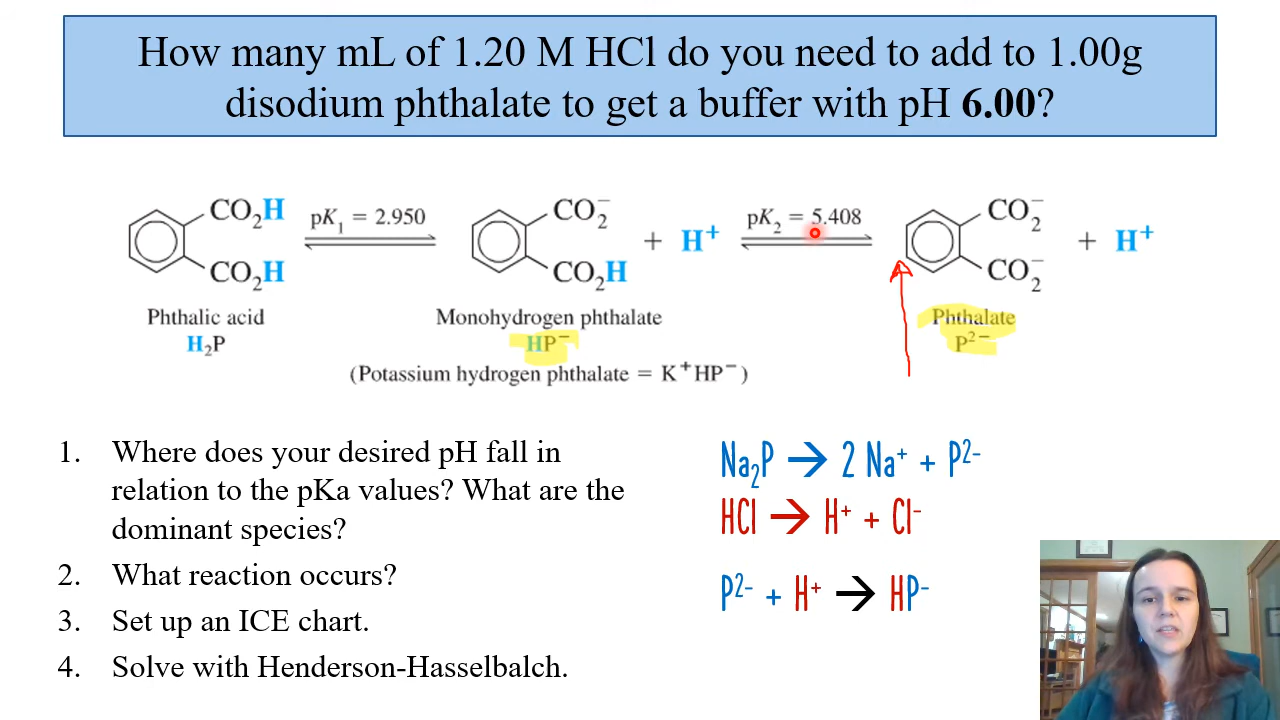 How many mL of 1.20 M HCl do you need to add to 1.00g
disodium phthalate to get a buffer with pH 6.00?
CO₂H pK₁ = 2.950 CO₂⁻ + H⁺ pK₂ = 5.408 CO₂⁻ + H⁺
CO₂H CO₂H CO₂⁻
Phthalic acid Monohydrogen phthalate Phthalate
H₂P HP⁻ P²⁻
(Potassium hydrogen phthalate = K⁺HP⁻)
1. Where does your desired pH fall in
relation to the pKa values? What are the
dominant species?
2. What reaction occurs?
3. Set up an ICE chart.
4. Solve with Henderson-Hasselbalch.
Na₂P → 2 Na⁺ + P²⁻
HCl → H⁺ + Cl⁻
P²⁻ + H⁺ → HP⁻